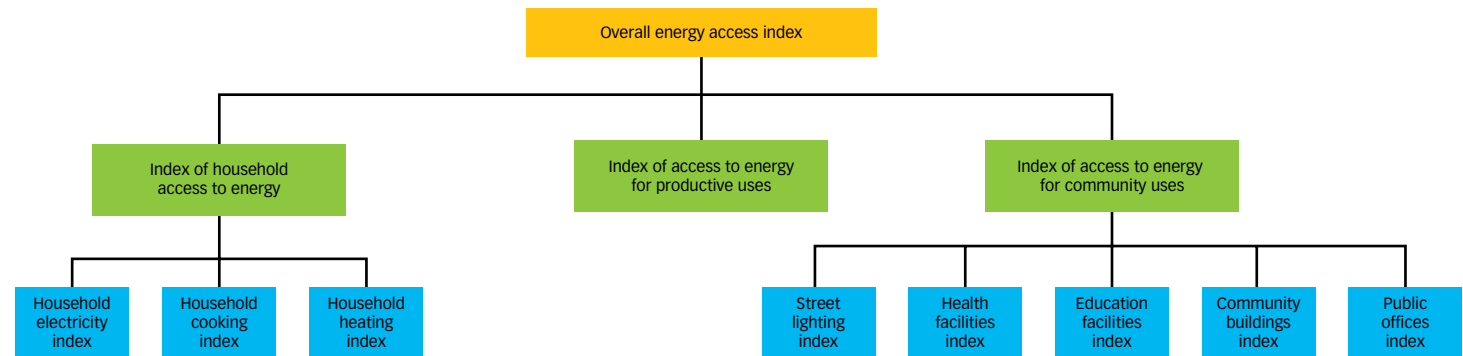 Overall energy access index
Index of household
access to energy
Index of access to energy
for productive uses
Index of access to energy
for community uses
Household
electricity
index
Household
cooking
index
Household
heating
index
Street
lighting
index
Health
facilities
index
Education
facilities
index
Community
buildings
index
Public
offices
index